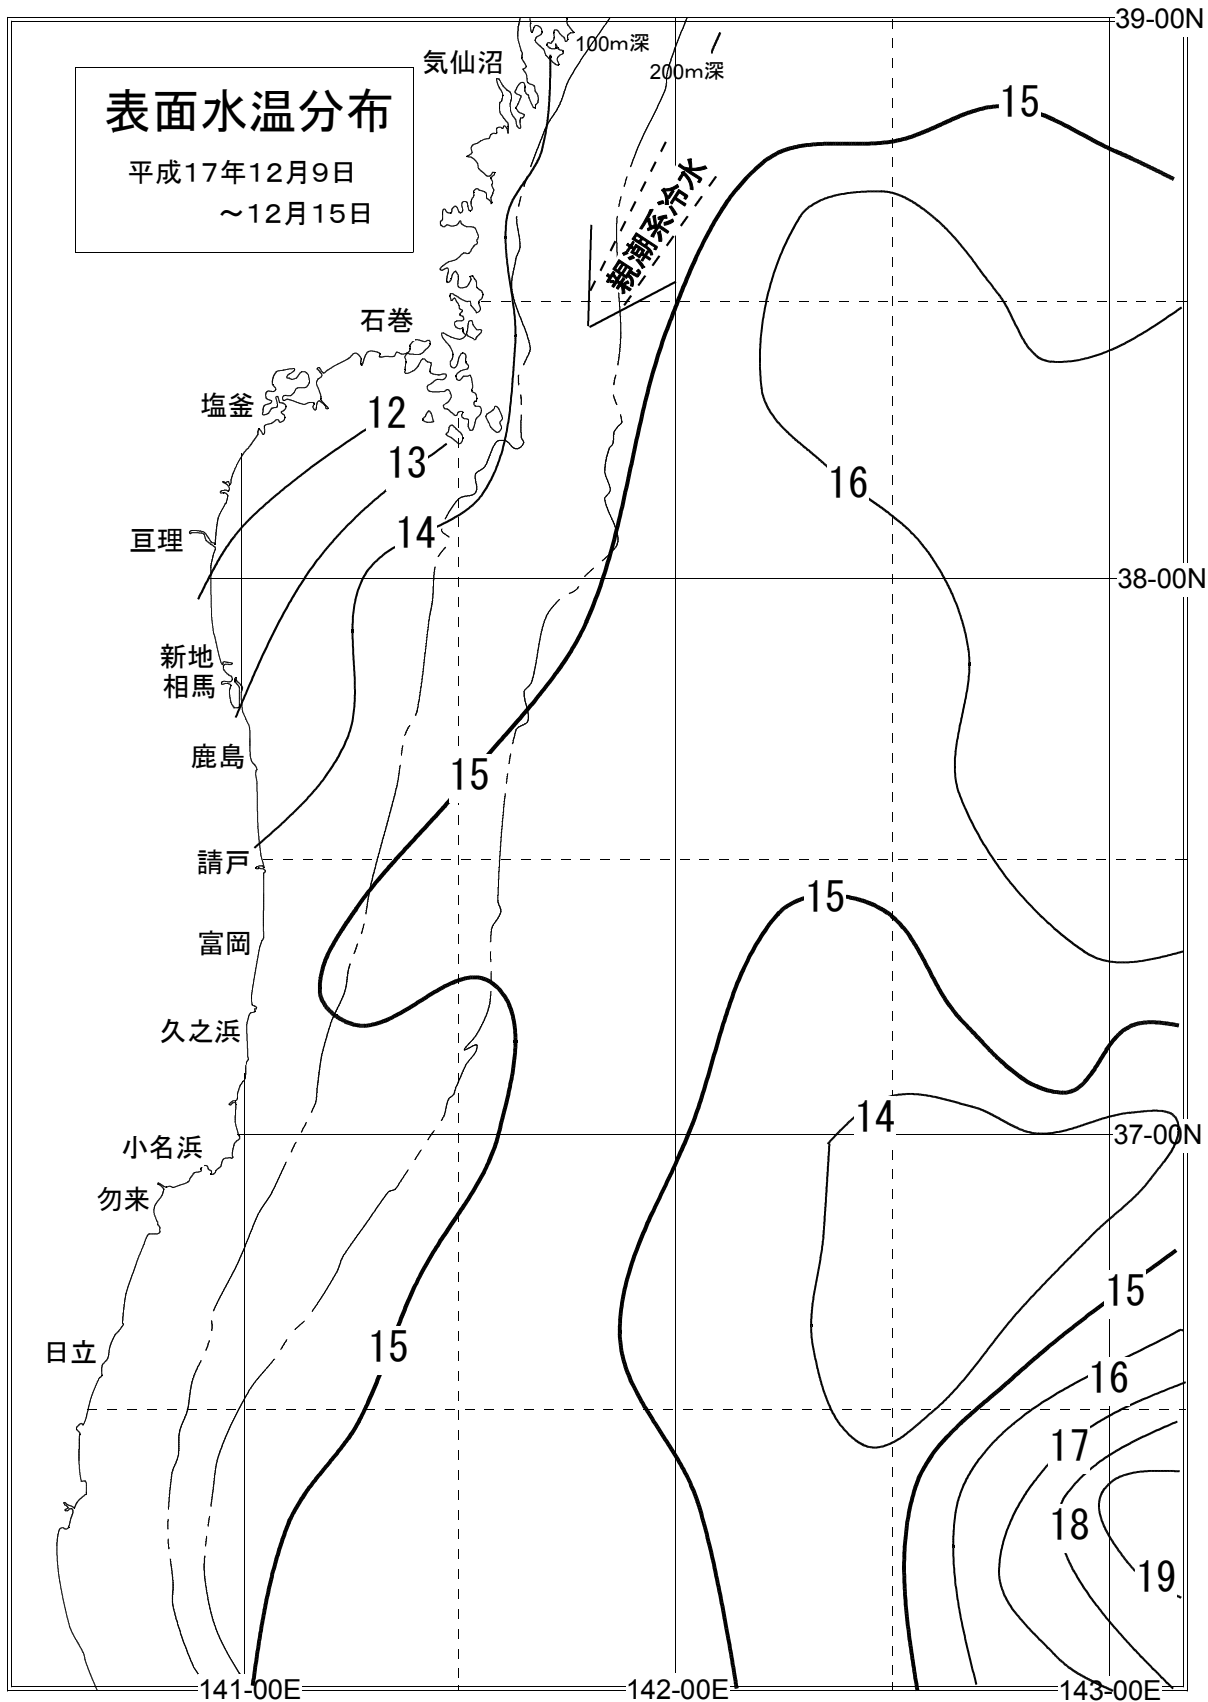 39-00N
100m深
気仙沼
200m深
表面水温分布
平成17年12月9日
～12月15日
15
親潮系冷水
石巻
塩釜
12
13
16
14
亘理
38-00N
新地
相馬
鹿島
15
請戸
15
富岡
久之浜
14
37-00N
小名浜
勿来
15
15
日立
16
17
18
19
141-00E
142-00E
143-00E